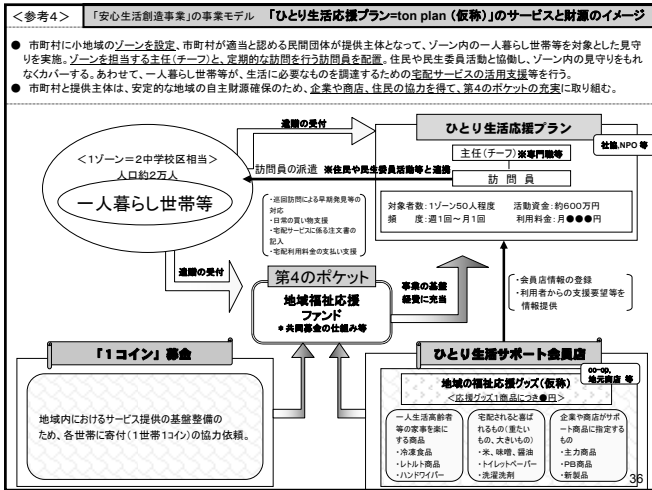 ＜参考４＞ 「安心生活創造事業」の事業モデル 「ひとり生活応援プラン=ton plan (仮称)」のサービスと財源のイメージ
● 市町村に小地域のゾーンを設定、市町村が適当と認める民間団体が提供主体となって、ゾーン内の一人暮らし世帯等を対象とした見守
りを実施。ゾーンを担当する主任(チーフ)と、定期的な訪問を行う訪問員を配置。住民や民生委員活動と協働し、ゾーン内の見守りをもれ
なくカバーする。あわせて、一人暮らし世帯等が、生活に必要なものを調達するための宅配サービスの活用支援等を行う。
● 市町村と提供主体は、安定的な地域の自主財源確保のため、企業や商店、住民の協力を得て、第４のポケットの充実に取り組む。
遺贈の受付
ひとり生活応援プラン
社協,NPO 等
主任(チーフ)※専門職等
訪 問 員
対象者数：1ゾーン50人程度 活動資金：約600万円
頻 度：週1回～月1回 利用料金：月●●●円
＜１ゾーン＝２中学校区相当＞
人口約２万人
一人暮らし世帯等
訪問員の派遣 ※住民や民生委員活動等と連携
・巡回訪問による早期発見等の
対応
・日常の買い物支援
・宅配サービスに係る注文書の
記入
・宅配利用料金の支払い支援
遺贈の受付
第４のポケット
地域福祉応援
ファンド
＊共同募金の仕組み等
事業の基盤
経費に充当
・会員店情報の登録
・利用者からの支援要望等を
情報提供
「１コイン」募金
地域内におけるサービス提供の基盤整備の
ため、各世帯に寄付(１世帯１コイン)の協力依頼。
ひとり生活サポート会員店
co-op,
地元商店 等
地域の福祉応援グッズ(仮称)
＜応援グッズ１商品につき●円＞
一人生活高齢者
等の家事を楽に
する商品
・冷凍食品
・レトルト商品
・ハンドワイパー
宅配されると喜ば
れるもの(重たい
もの、大きいもの)
・米、味噌、醤油
・トイレットペーパー
・洗濯洗剤
企業や商店がサポ
ート商品に指定する
もの
・主力商品
・PB商品
・新製品
36